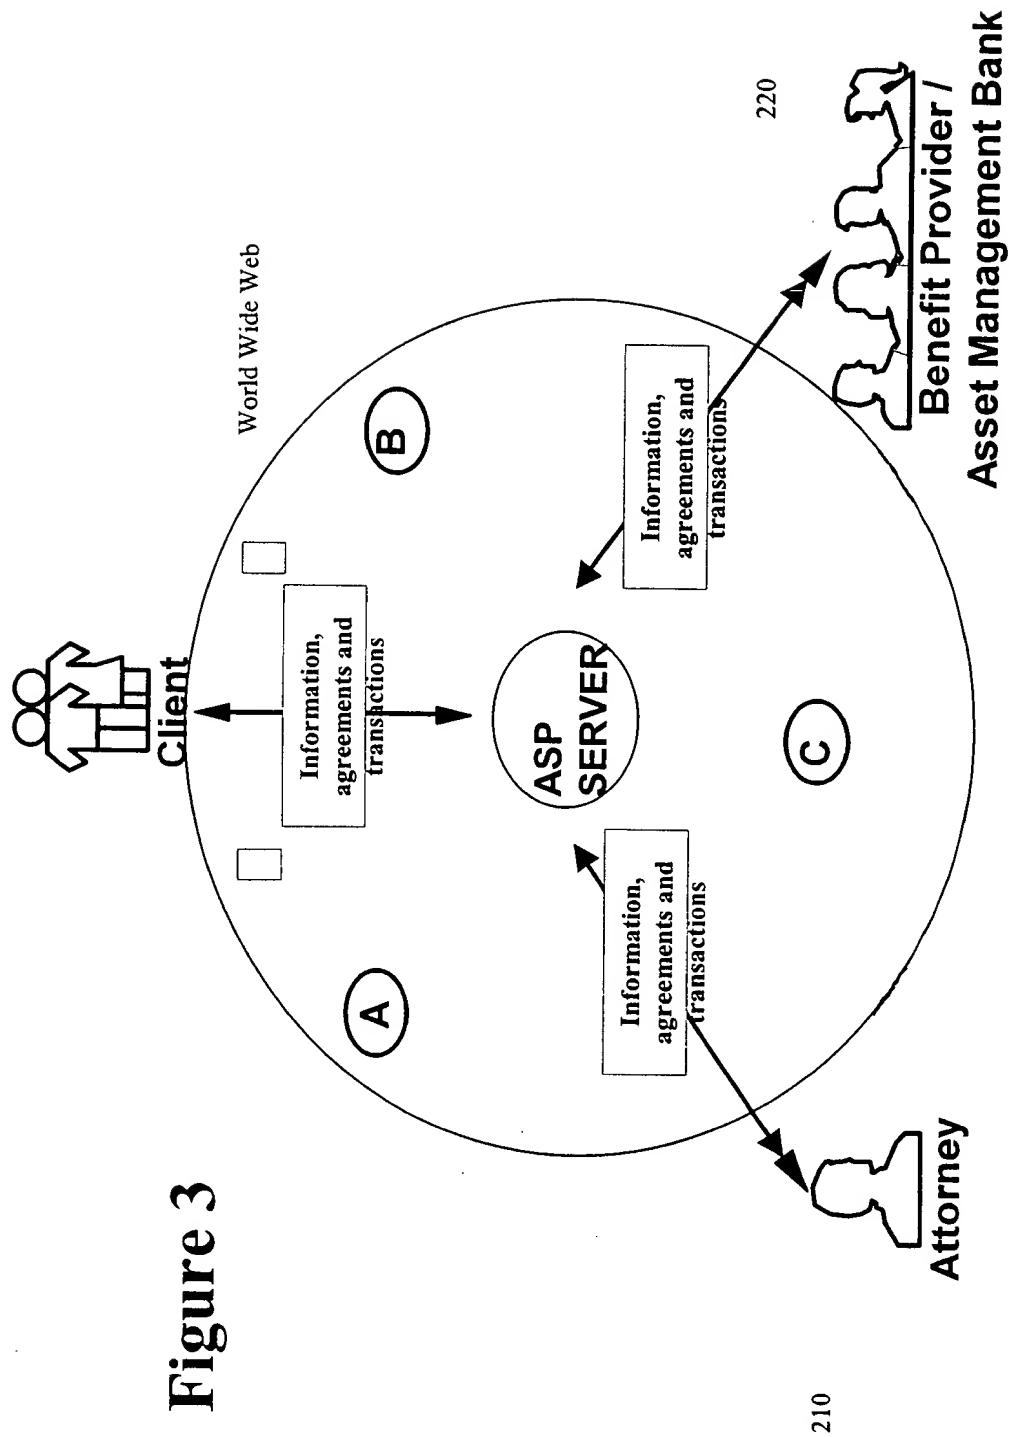 Figure 3
Client
World Wide Web
Information,
agreements and
transactions
A
B
ASP
SERVER
Information,
agreements and
transactions
Information,
agreements and
transactions
C
210
Attorney
220
Benefit Provider /
Asset Management Bank